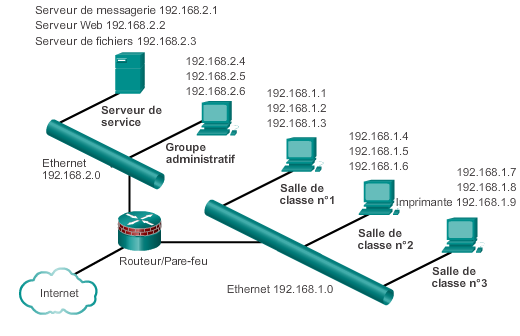 Serveur de messagerie 192.168.2.1
Serveur Web 192.168.2.2
Serveur de fichiers 192.168.2.3
192.168.2.4
192.168.2.5
192.168.2.6
Serveur de
service
Groupe
administratif
Ethernet
192.168.2.0
192.168.1.1
192.168.1.2
192.168.1.3
Salle de
classe n°1
192.168.1.4
192.168.1.5
192.168.1.6
Salle de
classe n°2
192.168.1.7
192.168.1.8
Imprimante 192.168.1.9
Salle de
classe n°3
Routeur/Pare-feu
Ethernet 192.168.1.0
Internet